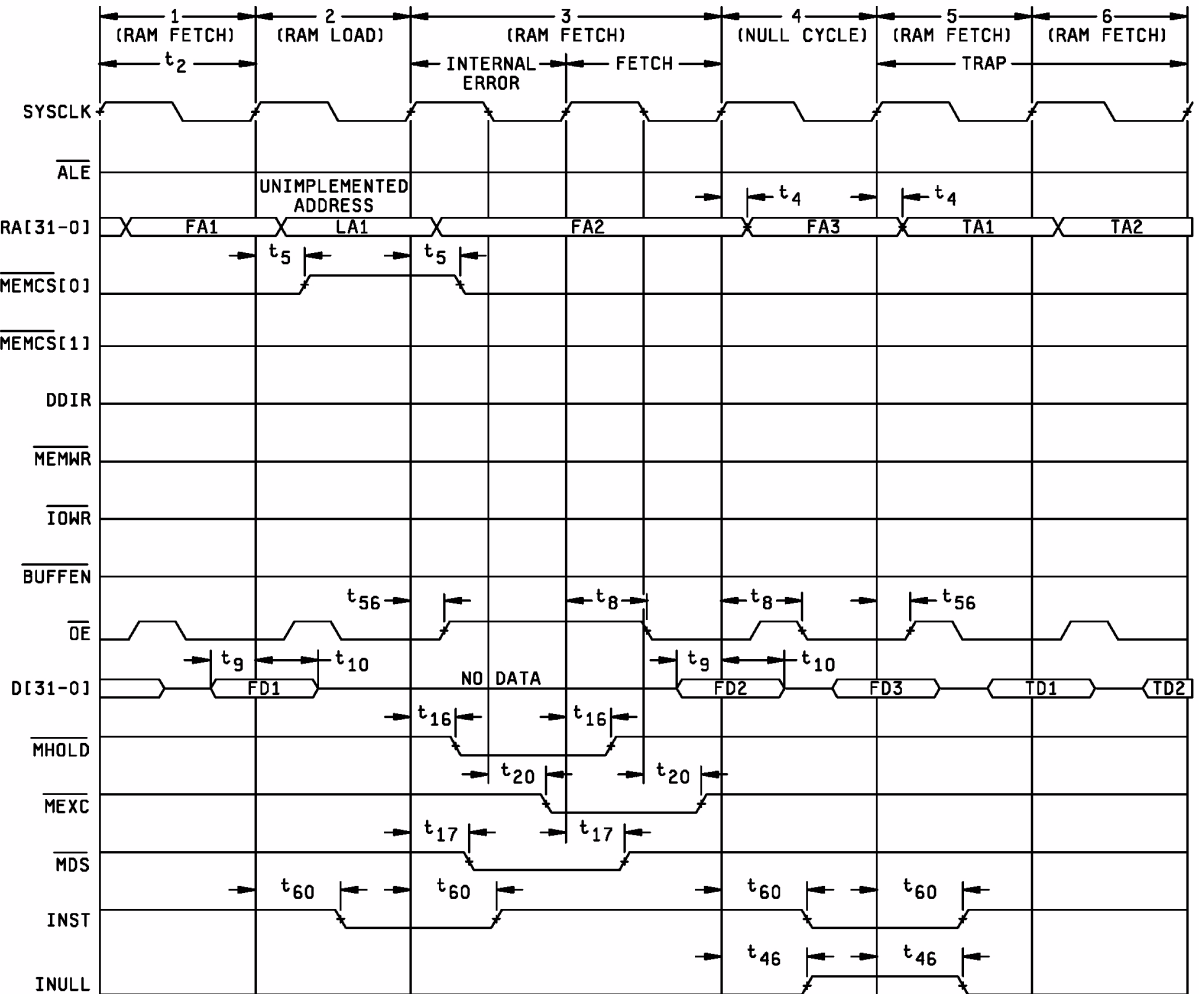 1 2 3 4 5 6
(RAM FETCH) (RAM LOAD) (RAM FETCH) (NULL CYCLE) (RAM FETCH) (RAM FETCH)
t2 INTERNAL ERROR FETCH TRAP
SYSCLK
ALE
UNIMPLEMENTED
ADDRESS t4 t4
RA[31-0] FA1 LA1 FA2 FA3 TA1 TA2
t5 t5
MEMCS[0]
MEMCS[1]
DDIR
MEMWR
IOWR
BUFFEN
t56 t8 t8 t56
OE
t9 t10 NO DATA t9 t10
D[31-0] FD1 FD2 FD3 TD1 TD2
t16 t16
MHOLD
t20 t20
MEXC
t17 t17
MDS
t60 t60 t60 t60
INST
t46 t46
INULL